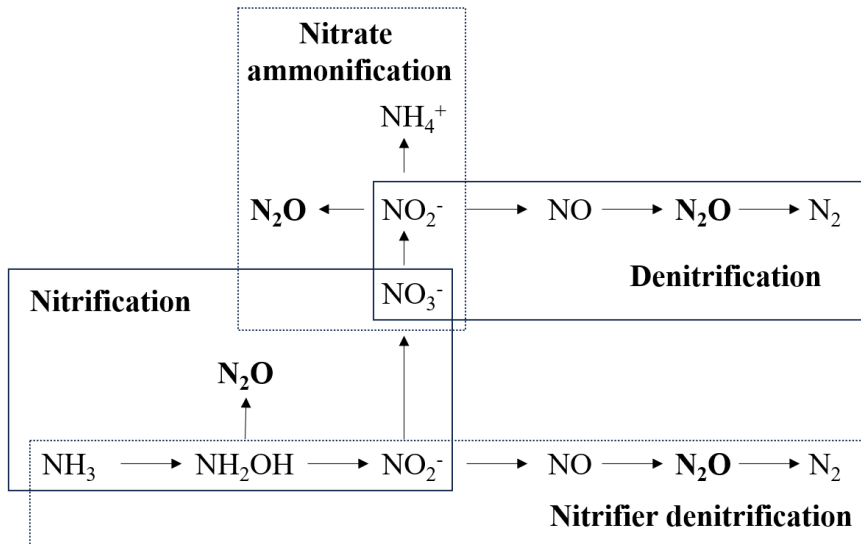 Nitrate
ammonification
NH₄⁺
N₂O NO₂⁻ NO N₂O N₂
Denitrification
Nitrification NO₃⁻
N₂O
NH₃ NH₂OH NO₂⁻ NO N₂O N₂
Nitrifier denitrification